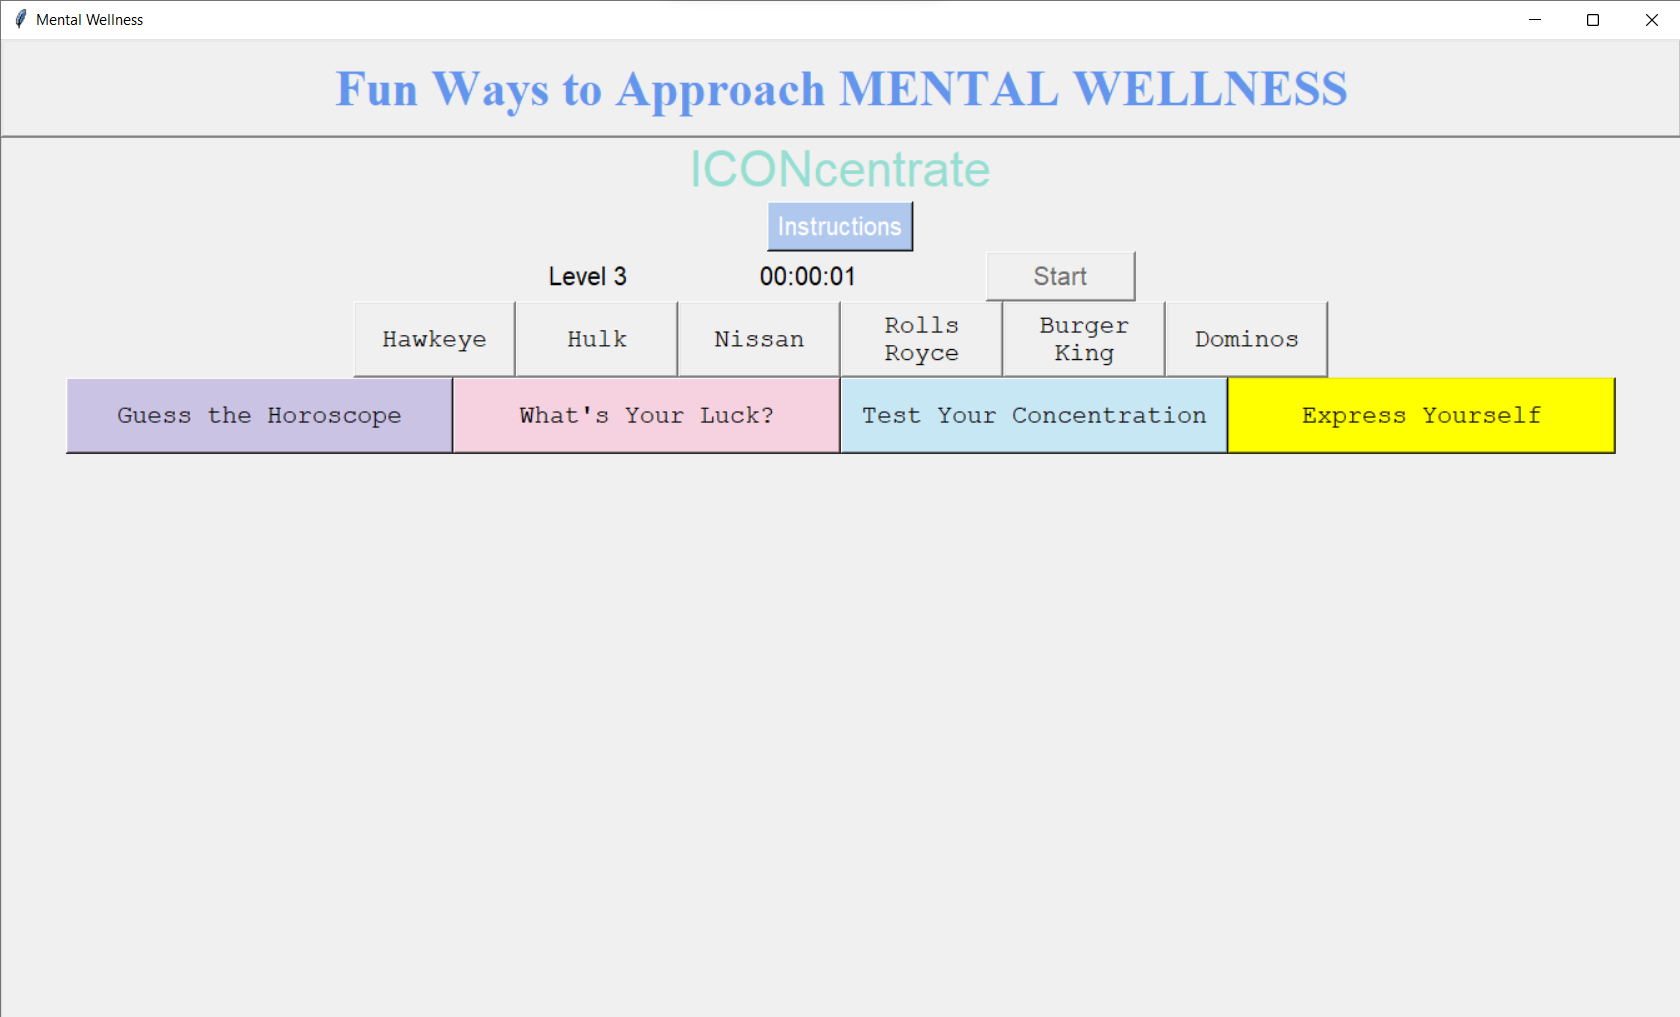 Mental Wellness
Fun Ways to Approach MENTAL WELLNESS
ICONcentrate
Instructions
Level 3 00:00:01 Start
Hawkeye Hulk Nissan Rolls Royce Burger King Dominos
Guess the Horoscope What's Your Luck? Test Your Concentration Express Yourself